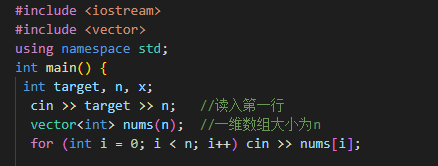 #include <iostream>
#include <vector>
using namespace std;
int main() {
int target, n, x;
cin >> target >> n;   //读入第一行
vector<int> nums(n);  //一维数组大小为n
for (int i = 0; i < n; i++) cin >> nums[i];